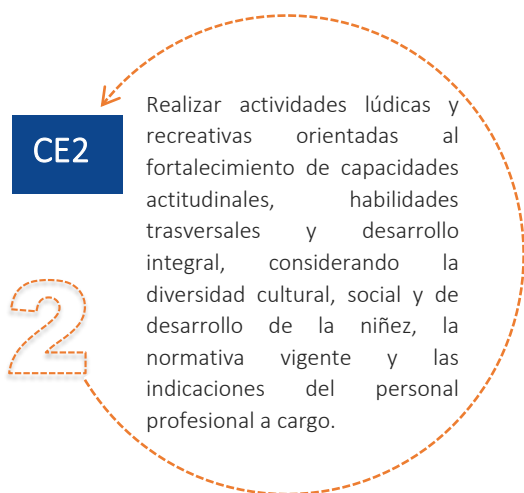 CE2
Realizar actividades lúdicas y
recreativas orientadas al
fortalecimiento de capacidades
actitudinales, habilidades
trasversales y desarrollo
integral, considerando la
diversidad cultural, social y de
desarrollo de la niñez, la
normativa vigente y las
indicaciones del personal
profesional a cargo.
2